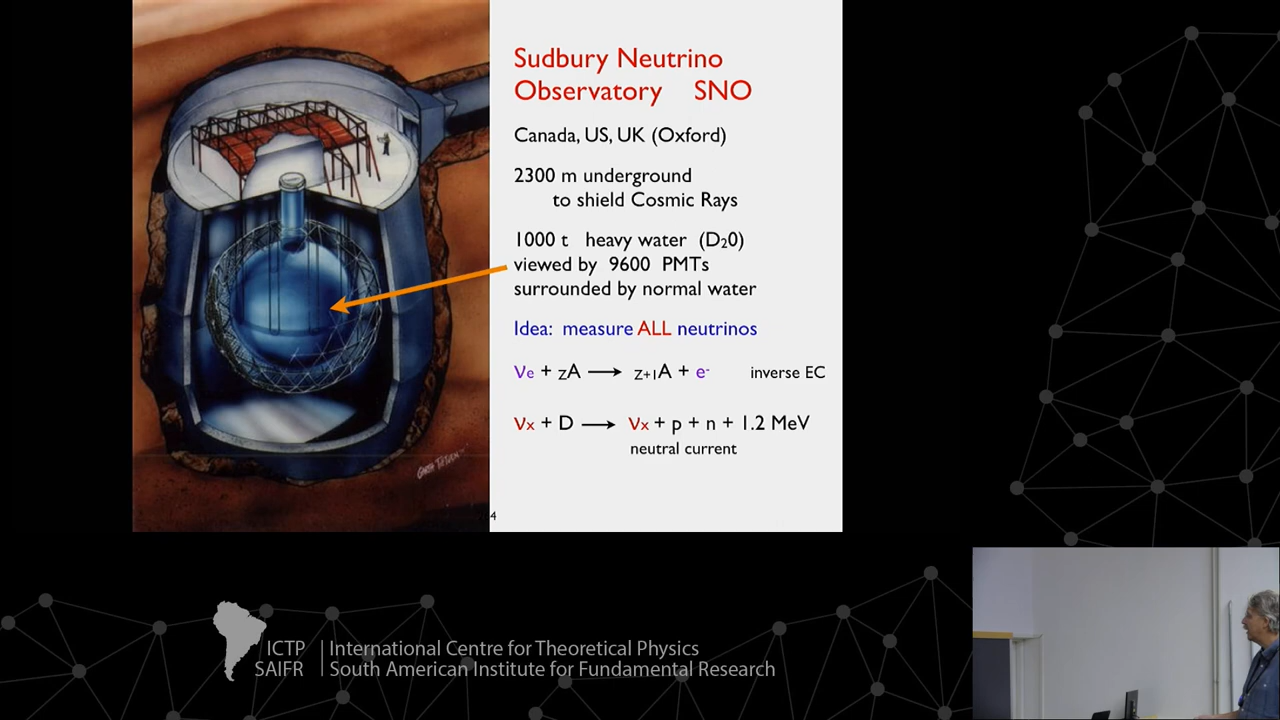 Sudbury Neutrino
Observatory SNO
Canada, US, UK (Oxford)
2300 m underground
to shield Cosmic Rays
1000 t heavy water (D₂0)
viewed by 9600 PMTs
surrounded by normal water
Idea: measure ALL neutrinos
νe + zA ⟶ z+1A + e⁻ inverse EC
νx + D ⟶ νx + p + n + 1.2 MeV
neutral current
4
ICTP | International Centre for Theoretical Physics
SAIFR | South American Institute for Fundamental Research